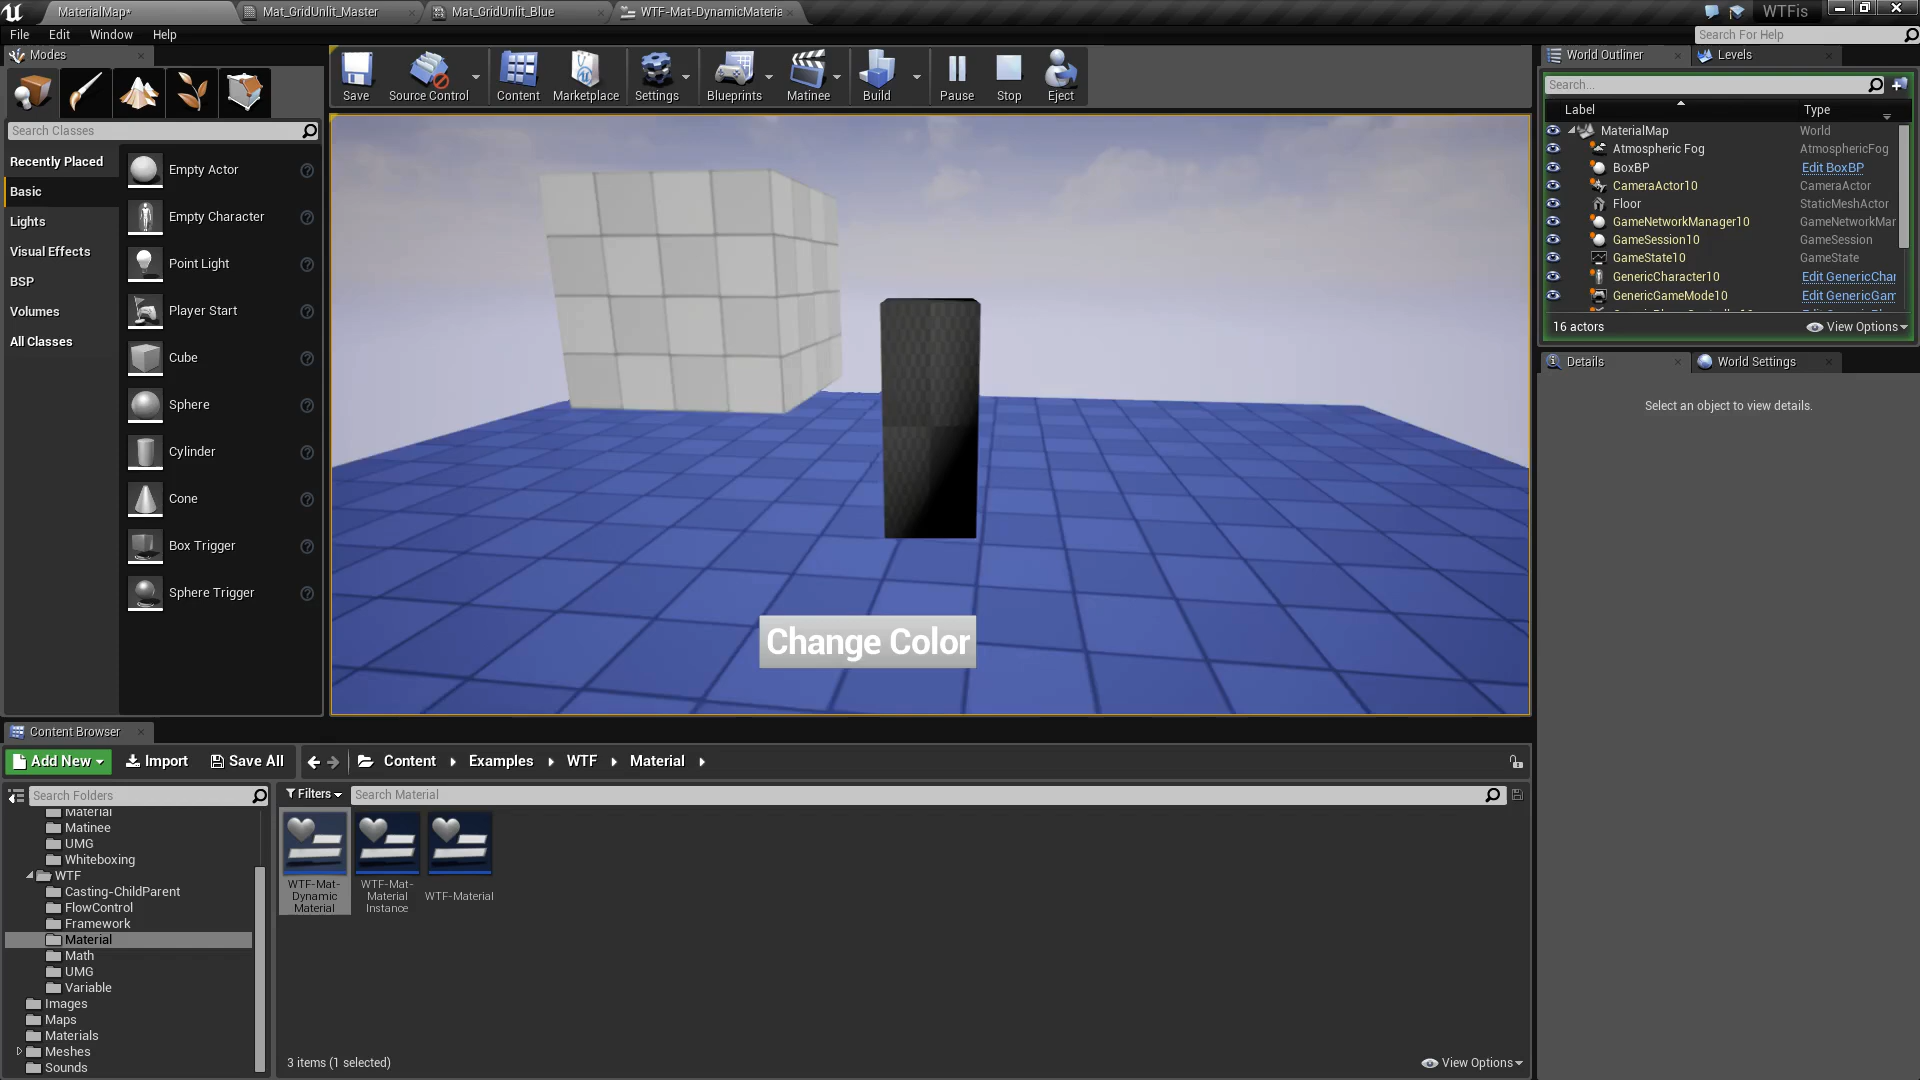 MaterialMap*
Mat_GridUnlit_Master
Mat_GridUnlit_Blue
WTF-Mat-DynamicMateria
WTFis
File Edit Window Help
Search For Help
Modes
Save
Source Control
Content
Marketplace
Settings
Blueprints
Matinee
Build
Pause
Stop
Eject
Search Classes
Recently Placed
Basic
Lights
Visual Effects
BSP
Volumes
All Classes
Empty Actor
Empty Character
Point Light
Player Start
Cube
Sphere
Cylinder
Cone
Box Trigger
Sphere Trigger
Change Color
World Outliner
Levels
Search...
Label Type
MaterialMap World
Atmospheric Fog AtmosphericFog
BoxBP Edit BoxBP
CameraActor10 CameraActor
Floor StaticMeshActor
GameNetworkManager10 GameNetworkMar
GameSession10 GameSession
GameState10 GameState
GenericCharacter10 Edit GenericChar
GenericGameMode10 Edit GenericGam
16 actors
View Options
Details
World Settings
Select an object to view details.
Content Browser
Add New
Import
Save All
Content
Examples
WTF
Material
Search Folders
Filters
Search Material
Material
Matinee
UMG
Whiteboxing
WTF
Casting-ChildParent
FlowControl
Framework
Material
Math
UMG
Variable
Images
Maps
Materials
Meshes
Sounds
WTF-Mat-
Dynamic
Material
WTF-Mat-
Material
Instance
WTF-Material
3 items (1 selected)
View Options